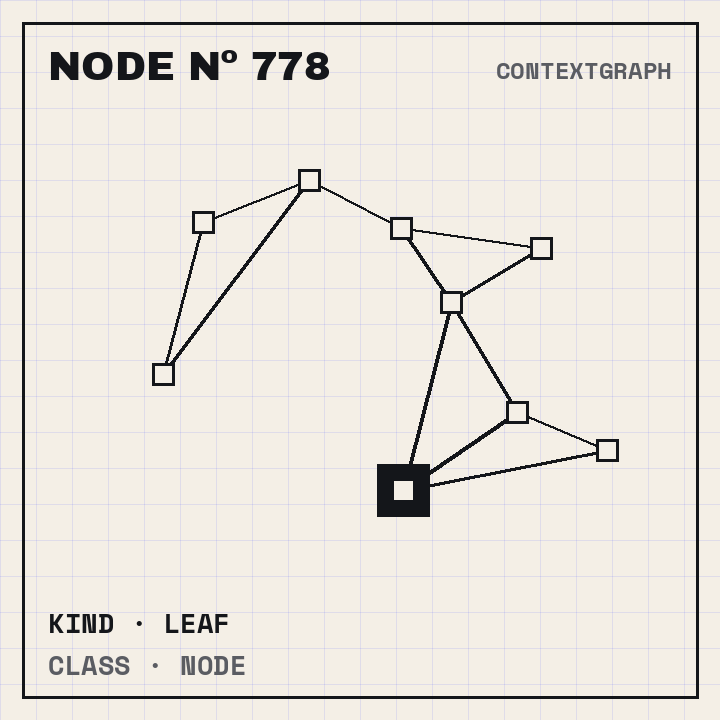 NODE Nº 778
CONTEXTGRAPH
KIND · LEAF
CLASS · NODE